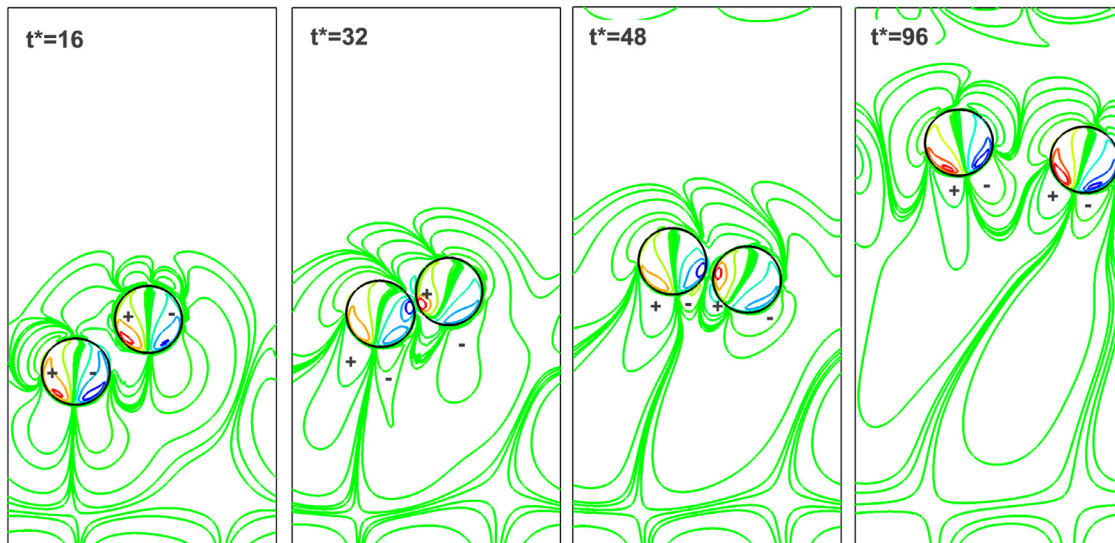 t*=16
t*=32
t*=48
t*=96
+ -
+ -
+
-
+
-
+ - + -
+ -
+ -